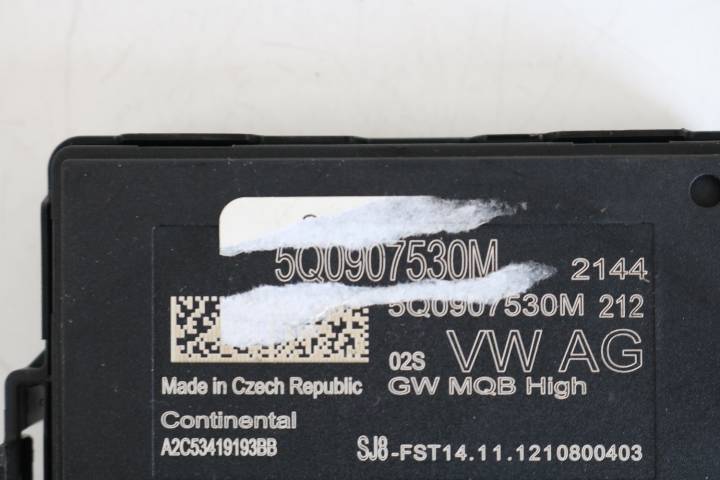 5Q0907530M 2144
5Q0907530M 212
02S VW AG
Made in Czech Republic GW MQB High
Continental
A2C53419193BB SJ8-FST14.11.1210800403